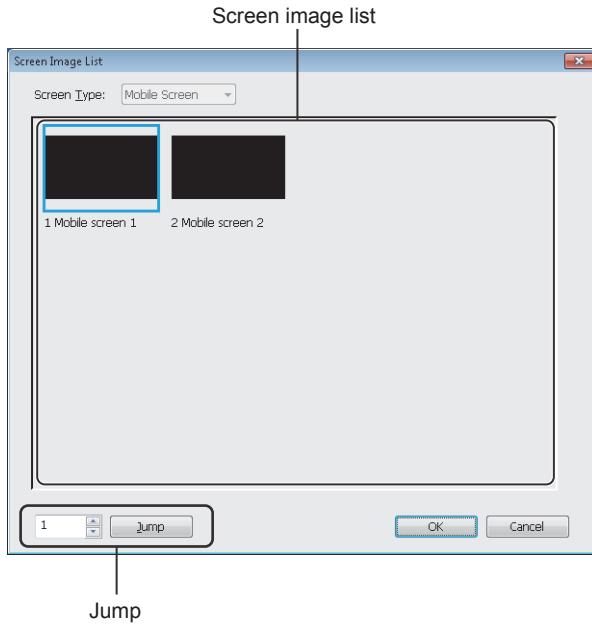 Screen image list
Screen Image List
Screen Type: Mobile Screen
1 Mobile screen 1 2 Mobile screen 2
1 Jump OK Cancel
Jump